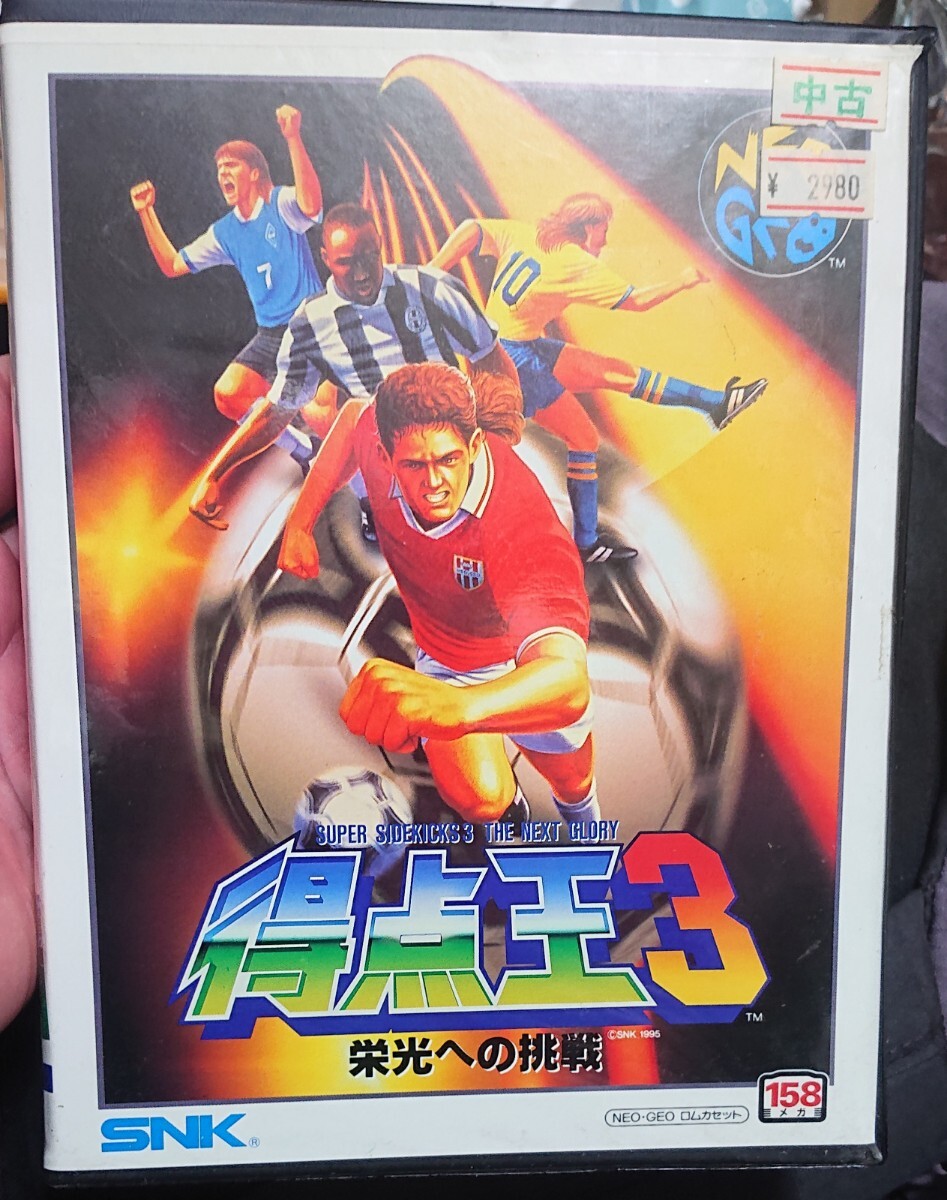 中古
¥ 2980
NEO
GEO
TM
7
10
SUPER SIDEKICKS 3 THE NEXT GLORY
得点王3
TM
©SNK 1995
栄光への挑戦
158
メガ
NEO・GEO ロムカセット
SNK®